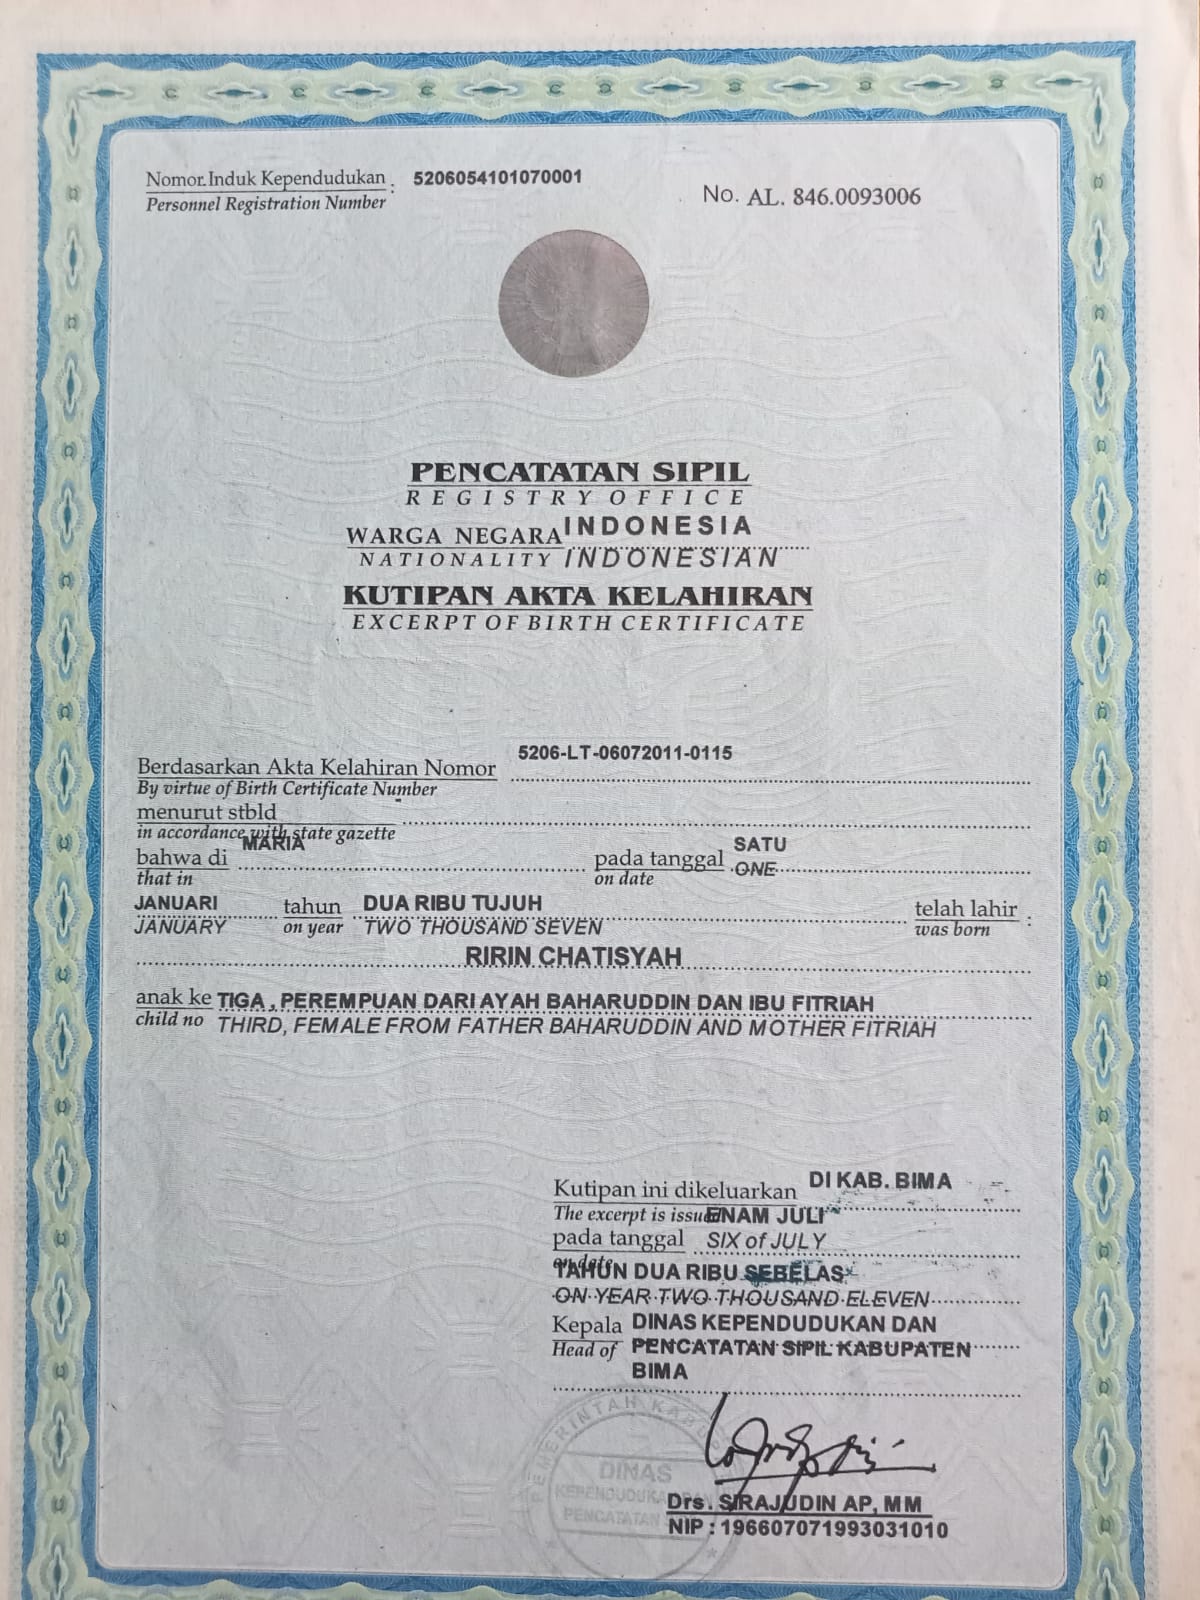 Nomor Induk Kependudukan : 5206054101070001
Personnel Registration Number
No. AL. 846.0093006
PENCATATAN SIPIL
REGISTRY OFFICE
WARGA NEGARA INDONESIA
NATIONALITY INDONESIAN
KUTIPAN AKTA KELAHIRAN
EXCERPT OF BIRTH CERTIFICATE
5206-LT-06072011-0115
Berdasarkan Akta Kelahiran Nomor
By virtue of Birth Certificate Number
menurut stbld -
in accordance with state gazette
bahwa di MARIA pada tanggal SATU
that in on date ONE
JANUARI tahun DUA RIBU TUJUH telah lahir :
JANUARY on year TWO THOUSAND SEVEN was born
RIRIN CHATISYAH
anak ke TIGA , PEREMPUAN DARI AYAH BAHARUDDIN DAN IBU FITRIAH
child no THIRD, FEMALE FROM FATHER BAHARUDDIN AND MOTHER FITRIAH
Kutipan ini dikeluarkan DI KAB. BIMA
The excerpt is issued ENAM JULI
pada tanggal SIX of JULY
on date
TAHUN DUA RIBU SEBELAS
ON YEAR TWO THOUSAND ELEVEN
Kepala DINAS KEPENDUDUKAN DAN
Head of PENCATATAN SIPIL KABUPATEN
BIMA
PEMERINTAH KAB
DINAS
KEPENDUDUKAN
PENCATATAN
Drs. SIRAJUDIN AP, MM
NIP : 196607071993031010